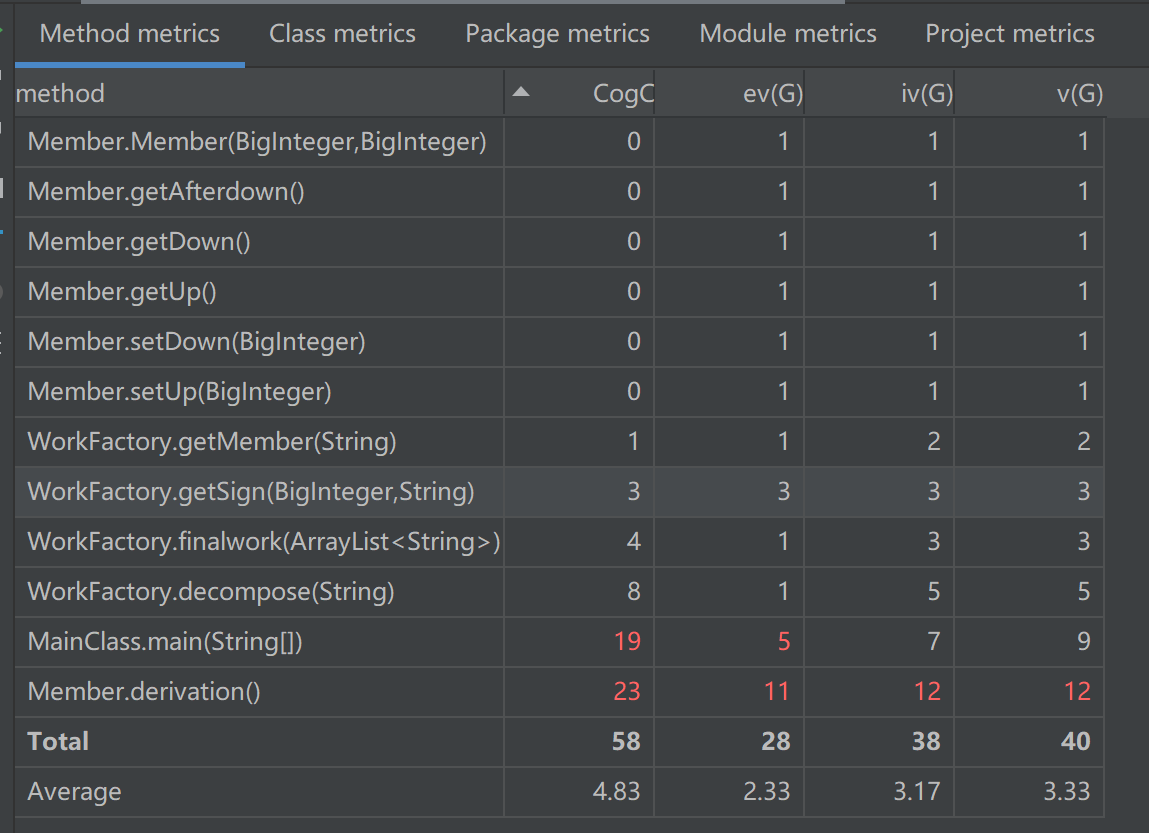 Method metrics Class metrics Package metrics Module metrics Project metrics
method CogC ev(G) iv(G) v(G)
Member.Member(BigInteger,BigInteger) 0 1 1 1
Member.getAfterdown() 0 1 1 1
Member.getDown() 0 1 1 1
Member.getUp() 0 1 1 1
Member.setDown(BigInteger) 0 1 1 1
Member.setUp(BigInteger) 0 1 1 1
WorkFactory.getMember(String) 1 1 2 2
WorkFactory.getSign(BigInteger,String) 3 3 3 3
WorkFactory.finalwork(ArrayList<String>) 4 1 3 3
WorkFactory.decompose(String) 8 1 5 5
MainClass.main(String[]) 19 5 7 9
Member.derivation() 23 11 12 12
Total 58 28 38 40
Average 4.83 2.33 3.17 3.33